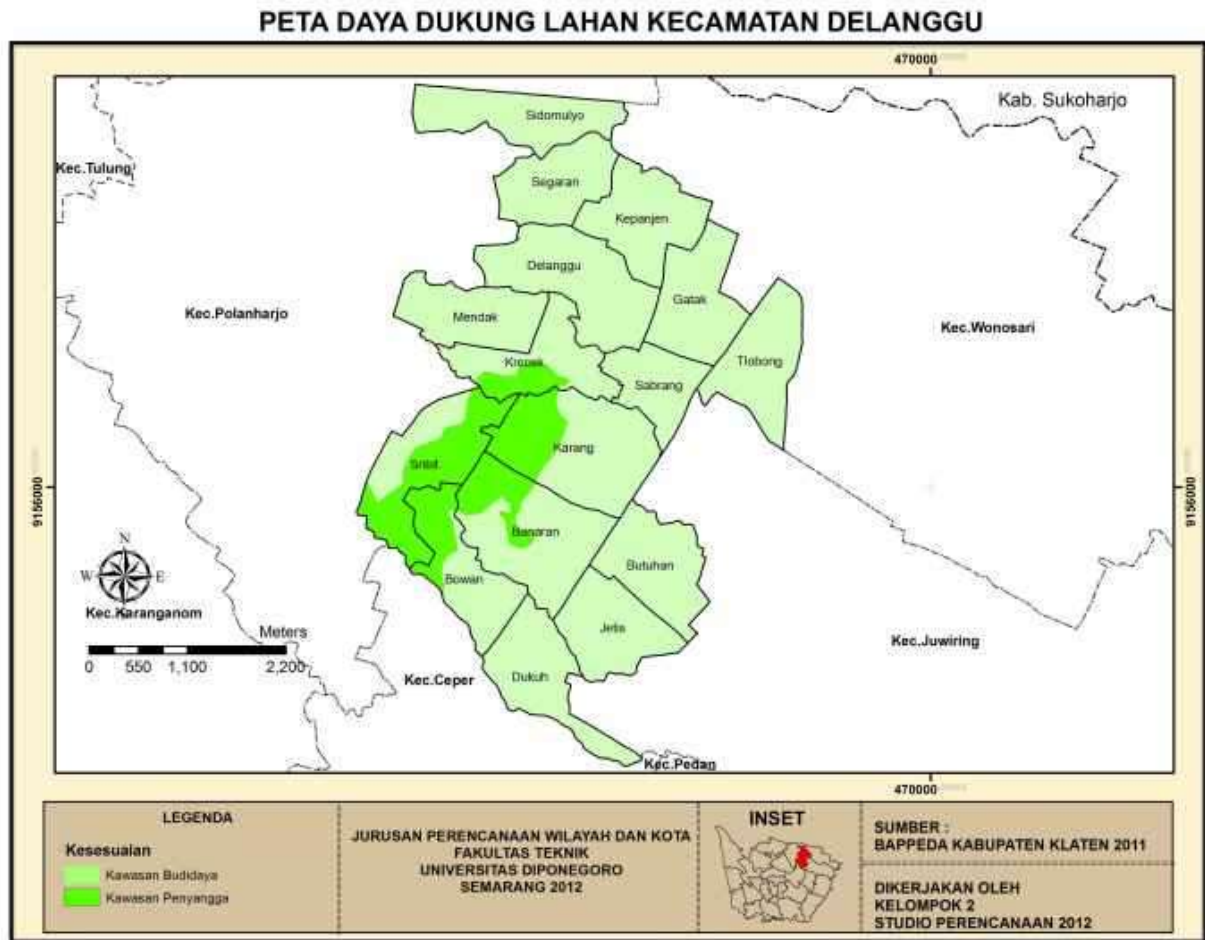 PETA DAYA DUKUNG LAHAN KECAMATAN DELANGGU
470000
Kab. Sukoharjo
Sidomulyo
Kec.Tulung
Segaran
Kepanjen
Delanggu
Gatak
Kec.Polanharjo
Mendak
Kec.Wonosari
Tlobong
Sabrang
Karang
Sribit
9156000
9156000
Banaran
N
W
E
S
Butuhan
Bowan
Kec.Karanganom
Jetis
Kec.Juwiring
Meters
0 550 1,100 2,200
Kec.Ceper
Dukuh
Kec.Pedan
470000
LEGENDA
Kesesuaian
Kawasan Budidaya
Kawasan Penyangga
JURUSAN PERENCANAAN WILAYAH DAN KOTA
FAKULTAS TEKNIK
UNIVERSITAS DIPONEGORO
SEMARANG 2012
INSET
SUMBER :
BAPPEDA KABUPATEN KLATEN 2011
DIKERJAKAN OLEH
KELOMPOK 2
STUDIO PERENCANAAN 2012